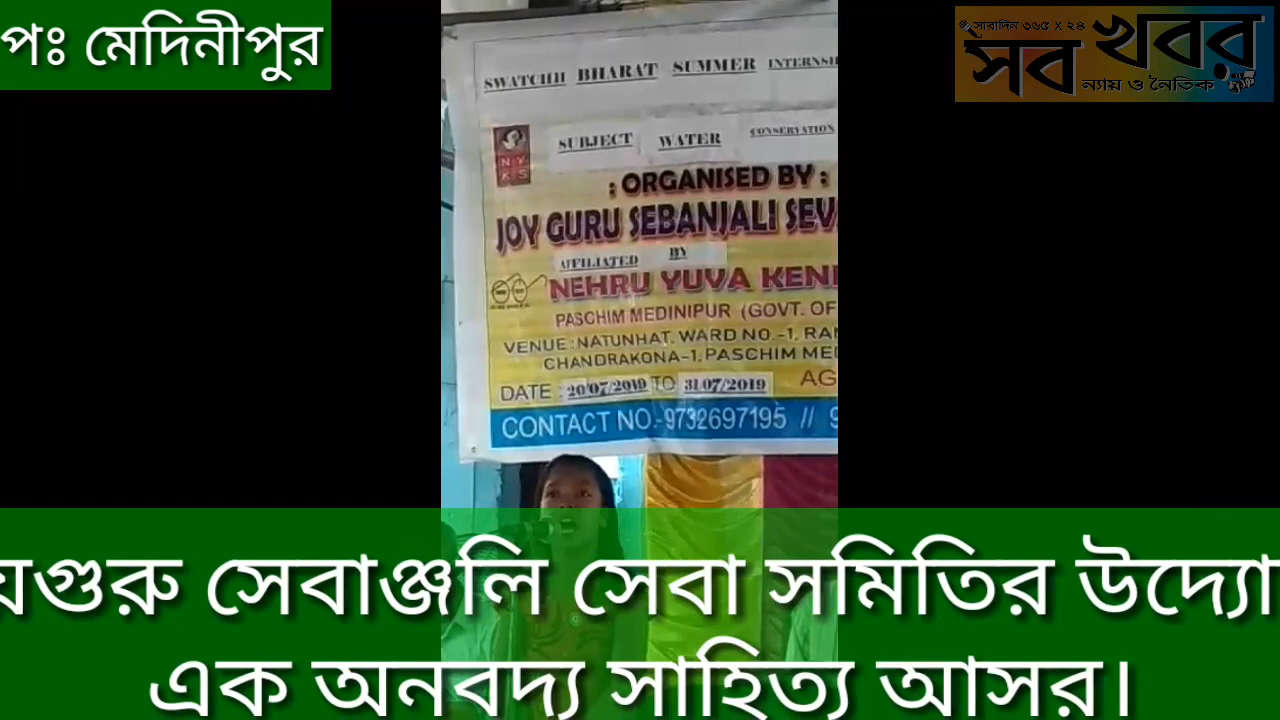 পঃ মেদিনীপুর
সারাদিন ৩৬৫ X ২৪
সব খবর
ন্যায় ও নৈতিক
SWATCHH BHARAT SUMMER INTERNSHI
SUBJECT WATER CONSERVATION
NYKS
: ORGANISED BY :
JOY GURU SEBANJALI SEV
AFFILIATED BY
NEHRU YUVA KEN
PASCHIM MEDINIPUR (GOVT. OF
VENUE : NATUNHAT, WARD NO.-1, RA
CHANDRAKONA-1, PASCHIM ME
DATE : 20/07/2019 TO 31/07/2019 AG
CONTACT NO.-9732697195 // 9
য়গুরু সেবাঞ্জলি সেবা সমিতির উদ্যো
এক অনবদ্য সাহিত্য আসর।